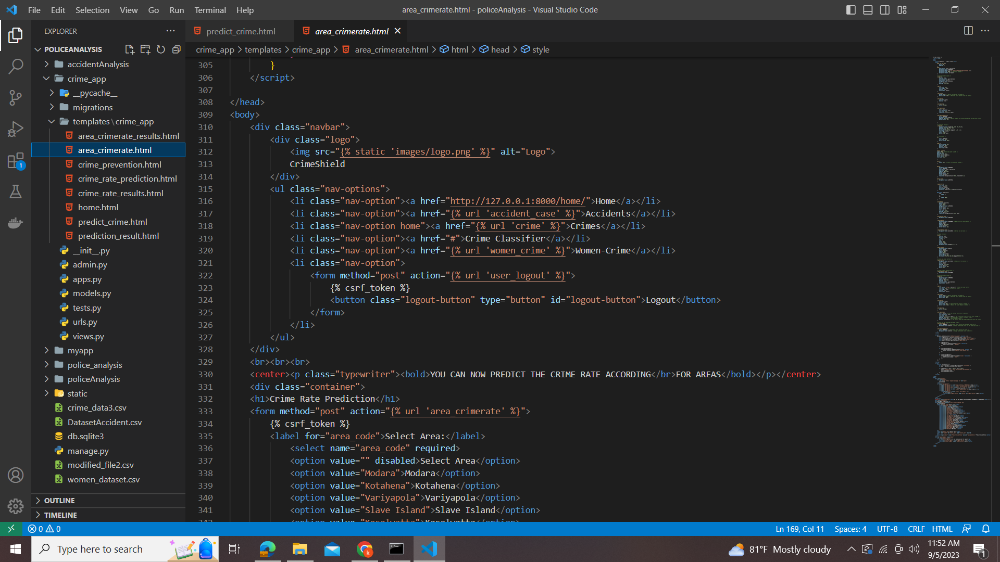 File Edit Selection View Go Run Terminal Help
area_crimerate.html - policeAnalysis - Visual Studio Code
EXPLORER
POLICEANALYSIS
accidentAnalysis
crime_app
__pycache__
migrations
templates\crime_app
area_crimerate_results.html
area_crimerate.html
crime_prevention.html
crime_rate_prediction.html
crime_rate_results.html
home.html
predict_crime.html
prediction_result.html
__init__.py
admin.py
apps.py
models.py
tests.py
urls.py
views.py
myapp
police_analysis
policeAnalysis
static
crime_data3.csv
DatasetAccident.csv
db.sqlite3
manage.py
modified_file2.csv
women_dataset.csv
OUTLINE
TIMELINE
1
predict_crime.html
area_crimerate.html
crime_app > templates > crime_app > area_crimerate.html > html > head > style
305 }
306 </script>
307
308 </head>
309 <body>
310 <div class="navbar">
311 <div class="logo">
312 <img src="{% static 'images/logo.png' %}" alt="Logo">
313 CrimeShield
314 </div>
315 <ul class="nav-options">
316 <li class="nav-option"><a href="http://127.0.0.1:8000/home/">Home</a></li>
317 <li class="nav-option"><a href="{% url 'accident_case' %}">Accidents</a></li>
318 <li class="nav-option home"><a href="{% url 'crime' %}">Crimes</a></li>
319 <li class="nav-option"><a href="#">Crime Classifier</a></li>
320 <li class="nav-option"><a href="{% url 'women_crime' %}">Women-Crime</a></li>
321 <li class="nav-option">
322 <form method="post" action="{% url 'user_logout' %}">
323 {% csrf_token %}
324 <button class="logout-button" type="button" id="logout-button">Logout</button>
325 </form>
326 </li>
327 </ul>
328 </div>
329 <br><br><br>
330 <center><p class="typewriter"><bold>YOU CAN NOW PREDICT THE CRIME RATE ACCORDING</br>FOR AREAS</bold></p></center>
331 <div class="container">
332 <h1>Crime Rate Prediction</h1>
333 <form method="post" action="{% url 'area_crimerate' %}">
334 {% csrf_token %}
335 <label for="area_code">Select Area:</label>
336 <select name="area_code" required>
337 <option value="" disabled>Select Area</option>
338 <option value="Modara">Modara</option>
339 <option value="Kotahena">Kotahena</option>
340 <option value="Variyapola">Variyapola</option>
341 <option value="Slave Island">Slave Island</option>
0 0
Ln 169, Col 11 Spaces: 4 UTF-8 CRLF HTML
Type here to search
81°F Mostly cloudy
11:52 AM
9/5/2023
1